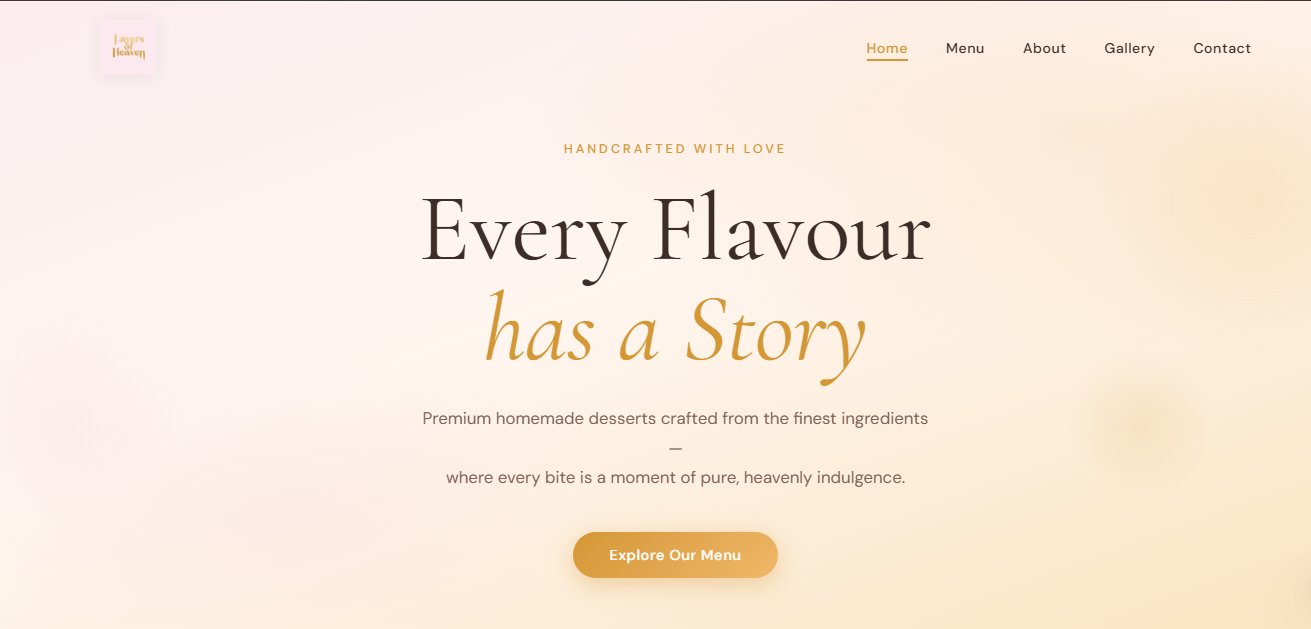 Layers
of
Heaven
Home Menu About Gallery Contact
HANDCRAFTED WITH LOVE
Every Flavour
has a Story
Premium homemade desserts crafted from the finest ingredients
—
where every bite is a moment of pure, heavenly indulgence.
Explore Our Menu